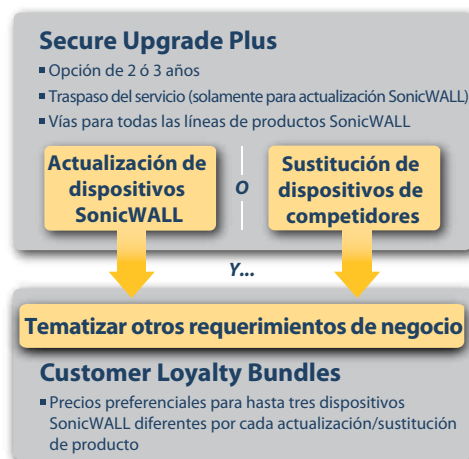 Secure Upgrade Plus
▪ Opción de 2 ó 3 años
▪ Traspaso del servicio (solamente para actualización SonicWALL)
▪ Vías para todas las líneas de productos SonicWALL
Actualización de
dispositivos
SonicWALL
O
Sustitución de
dispositivos de
competidores
Y...
Tematizar otros requerimientos de negocio
Customer Loyalty Bundles
▪ Precios preferenciales para hasta tres dispositivos
SonicWALL diferentes por cada actualización/sustitución
de producto